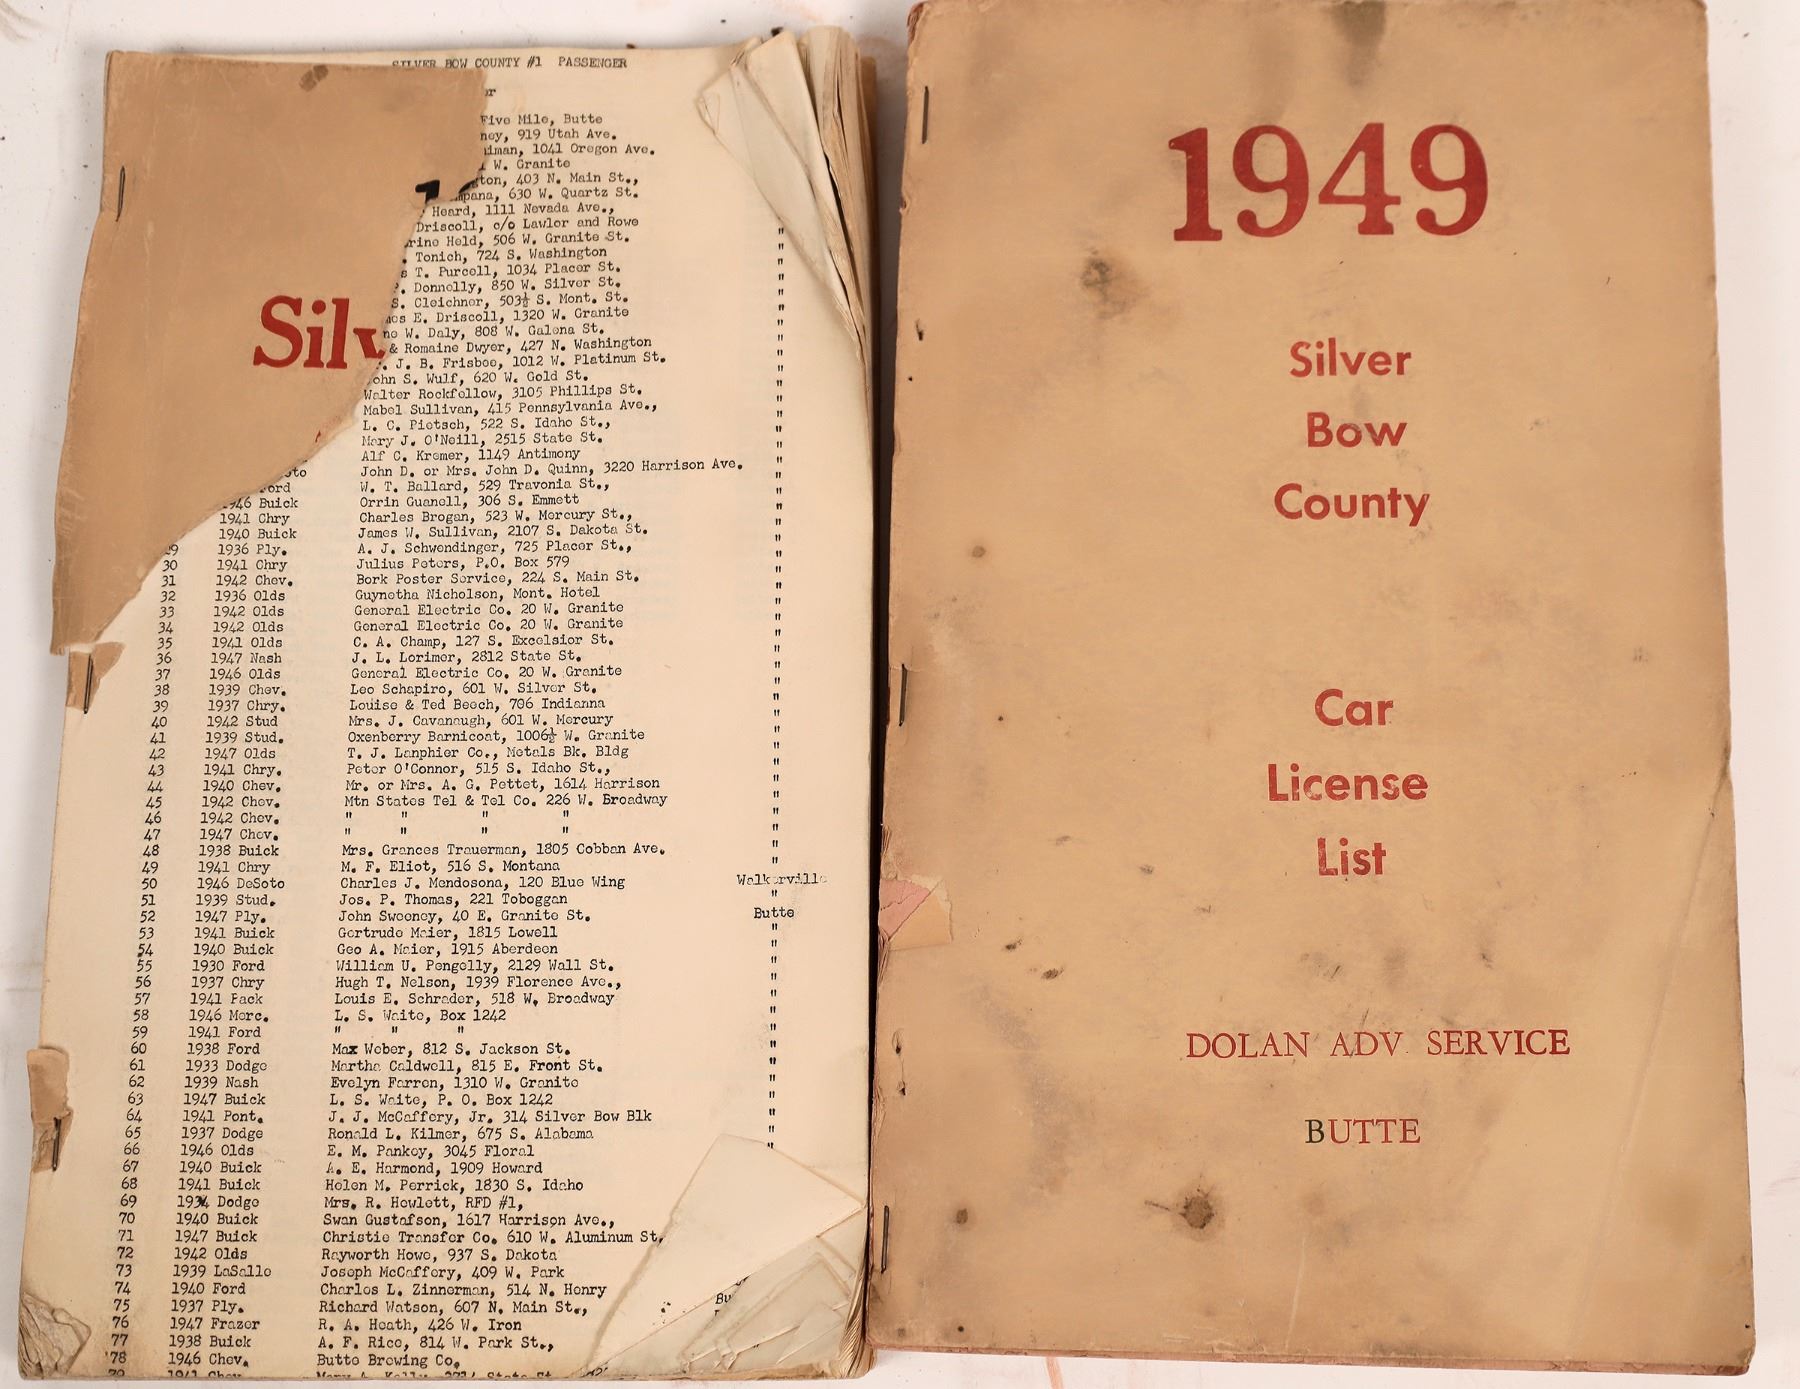 SILVER BOW COUNTY #1 PASSENGER
Five Mile, Butte
ney, 919 Utah Ave.
iman, 1041 Oregon Ave.
W. Granite
gton, 403 N. Main St.,
mpana, 630 W. Quartz St.
Heard, 1111 Nevada Ave.,
Driscoll, c/o Lawlor and Rowe
rine Held, 506 W. Granite St. "
. Tonich, 724 S. Washington "
s T. Purcell, 1034 Placer St. "
. Donnelly, 850 W. Silver St. "
S. Cleichner, 503½ S. Mont. St. "
es E. Driscoll, 1320 W. Granite "
ne W. Daly, 808 W. Galena St. "
Silv
& Romaine Dwyer, 427 N. Washington "
. J. B. Frisbee, 1012 W. Platinum St. "
John S. Wulf, 620 W. Gold St. "
Walter Rockfellow, 3105 Phillips St. "
Mabel Sullivan, 415 Pennsylvania Ave., "
L. C. Pietsch, 522 S. Idaho St., "
Mary J. O'Neill, 2515 State St. "
Alf C. Kremer, 1149 Antimony "
oto John D. or Mrs. John D. Quinn, 3220 Harrison Ave. "
Ford W. T. Ballard, 529 Travonia St., "
946 Buick Orrin Guanell, 306 S. Emmett "
1941 Chry Charles Brogan, 523 W. Mercury St., "
1940 Buick James W. Sullivan, 2107 S. Dakota St. "
29 1936 Ply. A. J. Schwendinger, 725 Placer St., "
30 1941 Chry Julius Peters, P.O. Box 579 "
31 1942 Chev. Bork Poster Service, 224 S. Main St. "
32 1936 Olds Guynetha Nicholson, Mont. Hotel "
33 1942 Olds General Electric Co. 20 W. Granite "
34 1942 Olds General Electric Co. 20 W. Granite "
35 1941 Olds C. A. Champ, 127 S. Excelsior St. "
36 1947 Nash J. L. Lorimer, 2812 State St. "
37 1946 Olds General Electric Co. 20 W. Granite "
38 1939 Chev. Leo Schapiro, 601 W. Silver St. "
39 1937 Chry. Louise & Ted Beech, 706 Indianna "
40 1942 Stud Mrs. J. Cavanaugh, 601 W. Mercury "
41 1939 Stud. Oxenberry Barnicoat, 1006½ W. Granite "
42 1947 Olds T. J. Lanphier Co., Metals Bk. Bldg "
43 1941 Chry. Peter O'Connor, 515 S. Idaho St., "
44 1940 Chev. Mr. or Mrs. A. G. Pettet, 1614 Harrison "
45 1942 Chev. Mtn States Tel & Tel Co. 226 W. Broadway "
46 1942 Chev. " " " " "
47 1947 Chev. " " " " "
48 1938 Buick Mrs. Grances Trauerman, 1805 Cobban Ave. "
49 1941 Chry M. F. Eliot, 516 S. Montana "
50 1946 DeSoto Charles J. Mendosona, 120 Blue Wing Walkerville
51 1939 Stud. Jos. P. Thomas, 221 Toboggan "
52 1947 Ply. John Sweeney, 40 E. Granite St. Butte
53 1941 Buick Gertrude Maier, 1815 Lowell "
54 1940 Buick Geo A. Maier, 1915 Aberdeen "
55 1930 Ford William U. Pengelly, 2129 Wall St. "
56 1937 Chry Hugh T. Nelson, 1939 Florence Ave., "
57 1941 Pack Louis E. Schrader, 518 W. Broadway "
58 1946 Merc. L. S. Waite, Box 1242 "
59 1941 Ford " " " "
60 1938 Ford Max Weber, 812 S. Jackson St. "
61 1933 Dodge Martha Caldwell, 815 E. Front St. "
62 1939 Nash Evelyn Farren, 1310 W. Granite "
63 1947 Buick L. S. Waite, P. O. Box 1242 "
64 1941 Pont. J. J. McCaffery, Jr. 314 Silver Bow Blk "
65 1937 Dodge Ronald L. Kilmer, 675 S. Alabama "
66 1946 Olds E. M. Pankey, 3045 Floral "
67 1940 Buick A. E. Harmond, 1909 Howard
68 1941 Buick Helen M. Perrick, 1830 S. Idaho
69 1934 Dodge Mrs. R. Hewlett, RFD #1,
70 1940 Buick Swan Gustafson, 1617 Harrison Ave.,
71 1947 Buick Christie Transfer Co. 610 W. Aluminum St.
72 1942 Olds Rayworth Howe, 937 S. Dakota
73 1939 LaSalle Joseph McCaffery, 409 W. Park
74 1940 Ford Charles L. Zinnerman, 514 N. Henry
75 1937 Ply. Richard Watson, 607 N. Main St., Bu
76 1947 Frazer R. A. Heath, 426 W. Iron
77 1938 Buick A. F. Rice, 814 W. Park St.,
78 1946 Chev. Butte Brewing Co.
79 1941 Chev Mary A. Kelly, 2714 State St
1949
Silver
Bow
County
Car
License
List
DOLAN ADV. SERVICE
BUTTE